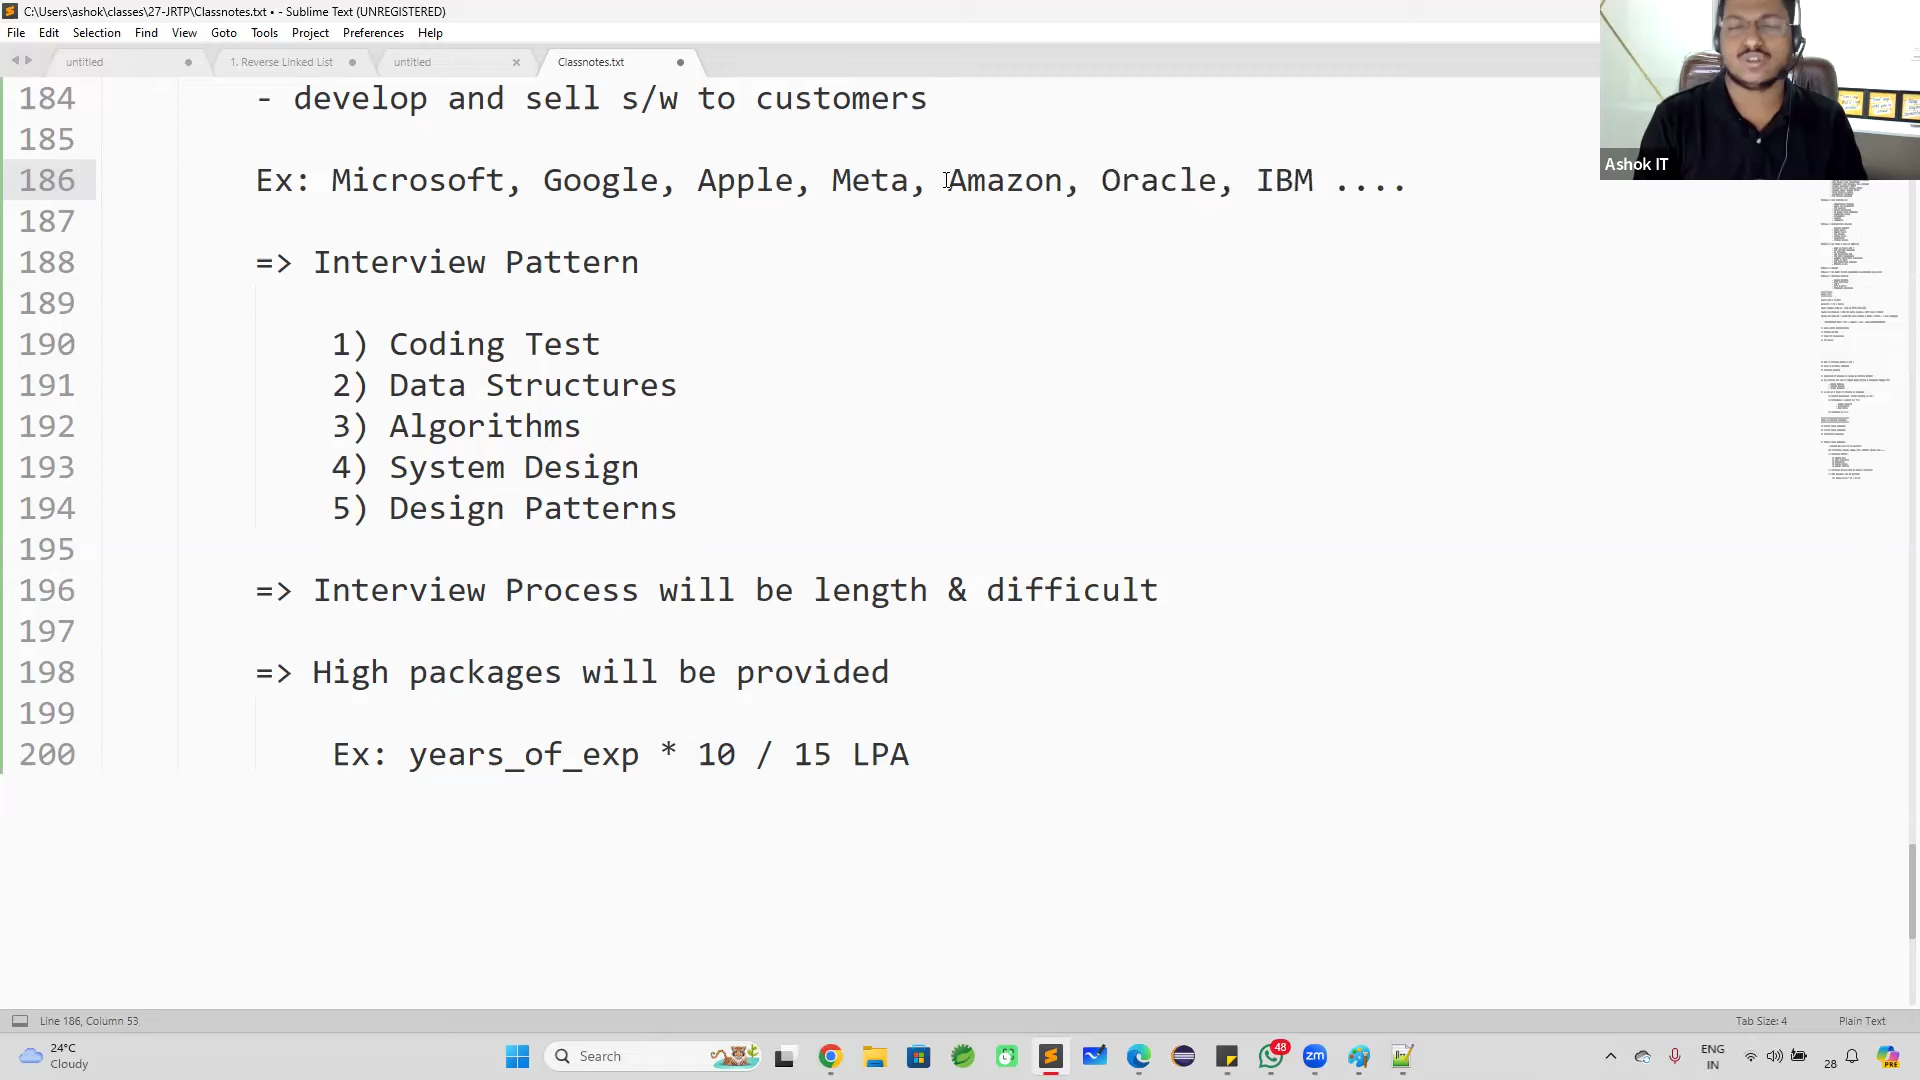 C:\Users\ashok\classes\27-JRTP\Classnotes.txt • - Sublime Text (UNREGISTERED)
File Edit Selection Find View Goto Tools Project Preferences Help
untitled 1. Reverse Linked List untitled Classnotes.txt
184 - develop and sell s/w to customers
185
186 Ex: Microsoft, Google, Apple, Meta, Amazon, Oracle, IBM ....
187
188 => Interview Pattern
189
190 1) Coding Test
191 2) Data Structures
192 3) Algorithms
193 4) System Design
194 5) Design Patterns
195
196 => Interview Process will be length & difficult
197
198 => High packages will be provided
199
200 Ex: years_of_exp * 10 / 15 LPA
Ashok IT
Line 186, Column 53 Tab Size: 4 Plain Text
24°C
Cloudy
Search
48
zm
ENG
IN
28
PRE